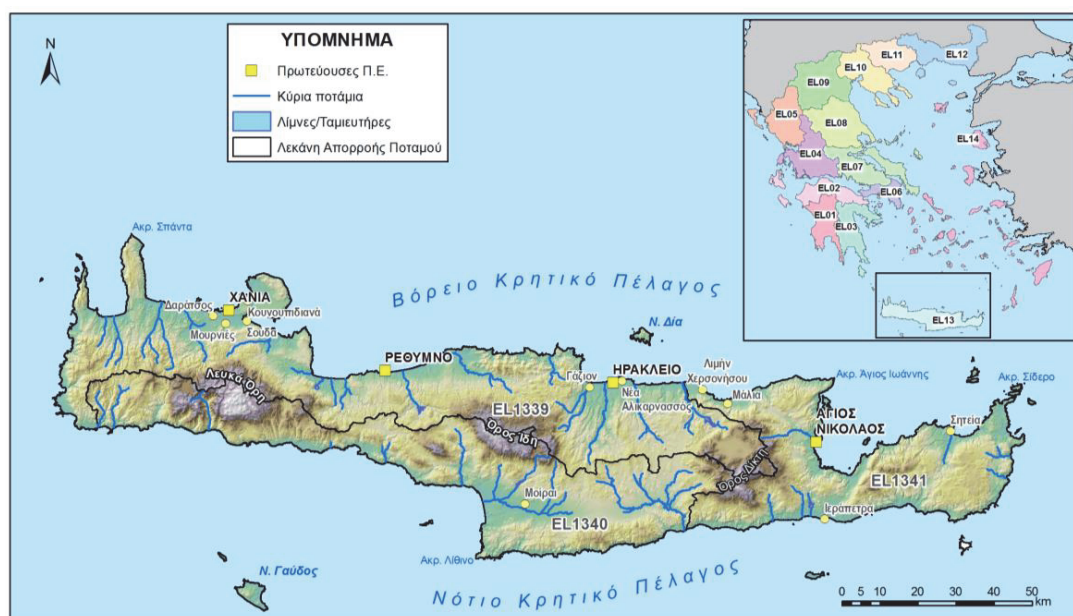 N
ΥΠΟΜΝΗΜΑ
Πρωτεύουσες Π.Ε.
Κύρια ποτάμια
Λίμνες/Ταμιευτήρες
Λεκάνη Απορροής Ποταμού
EL11
EL12
EL10
EL09
EL05
EL08
EL14
EL04
EL07
EL02
EL06
EL01
EL03
EL13
Ακρ. Σπάντα
Βόρειο Κρητικό Πέλαγος
ΧΑΝΙΑ
Δαράτσος
Κουνουπιδιανά
Μουρνιές
Σούδα
Ν. Δία
ΡΕΘΥΜΝΟ
ΗΡΑΚΛΕΙΟ
Γάζιον
Λιμήν
Χερσονήσου
Ακρ. Άγιος Ιωάννης
Ακρ. Σίδερο
Λευκά Όρη
EL1339
Νέα
Αλικαρνασσός
Μάλια
ΑΓΙΟΣ
ΝΙΚΟΛΑΟΣ
Σητεία
Όρος Ίδη
Όρος Δίκτη
EL1341
Μοίραι
EL1340
Ιεράπετρα
Ακρ. Λίθινο
Ν. Γαύδος
Νότιο Κρητικό Πέλαγος
0 5 10 20 30 40 50
km